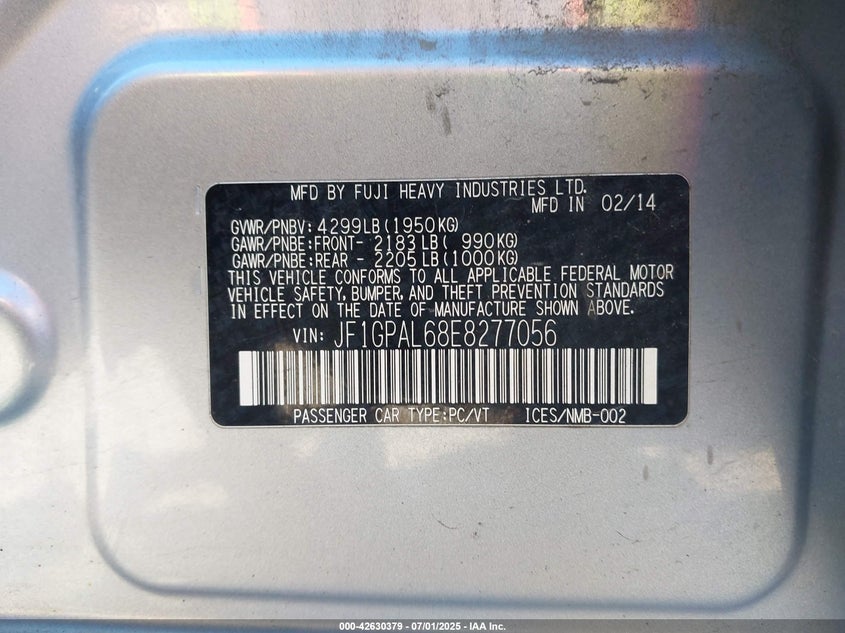 MFD BY FUJI HEAVY INDUSTRIES LTD.
MFD IN 02/14
GVWR/PNBV: 4299LB (1950KG)
GAWR/PNBE:FRONT- 2183LB ( 990KG)
GAWR/PNBE:REAR - 2205LB (1000KG)
THIS VEHICLE CONFORMS TO ALL APPLICABLE FEDERAL MOTOR
VEHICLE SAFETY, BUMPER, AND THEFT PREVENTION STANDARDS
IN EFFECT ON THE DATE OF MANUFACTURE SHOWN ABOVE.
VIN: JF1GPAL68E8277056
PASSENGER CAR TYPE:PC/VT ICES/NMB-002
000-42630379 - 07/01/2025 - IAA Inc.